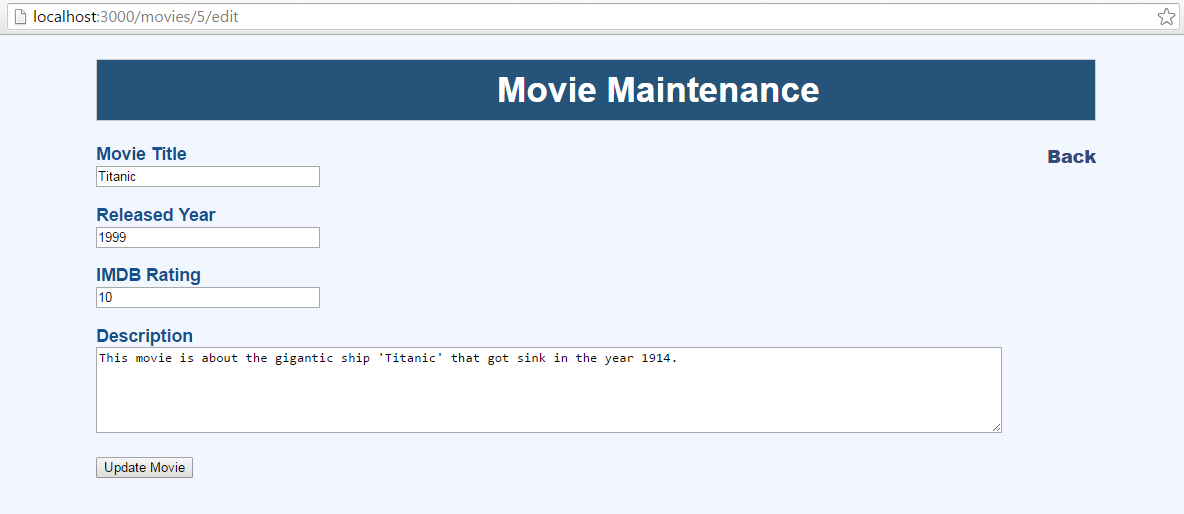 localhost:3000/movies/5/edit
Movie Maintenance
Movie Title
Back
Titanic
Released Year
1999
IMDB Rating
10
Description
This movie is about the gigantic ship 'Titanic' that got sink in the year 1914.
Update Movie